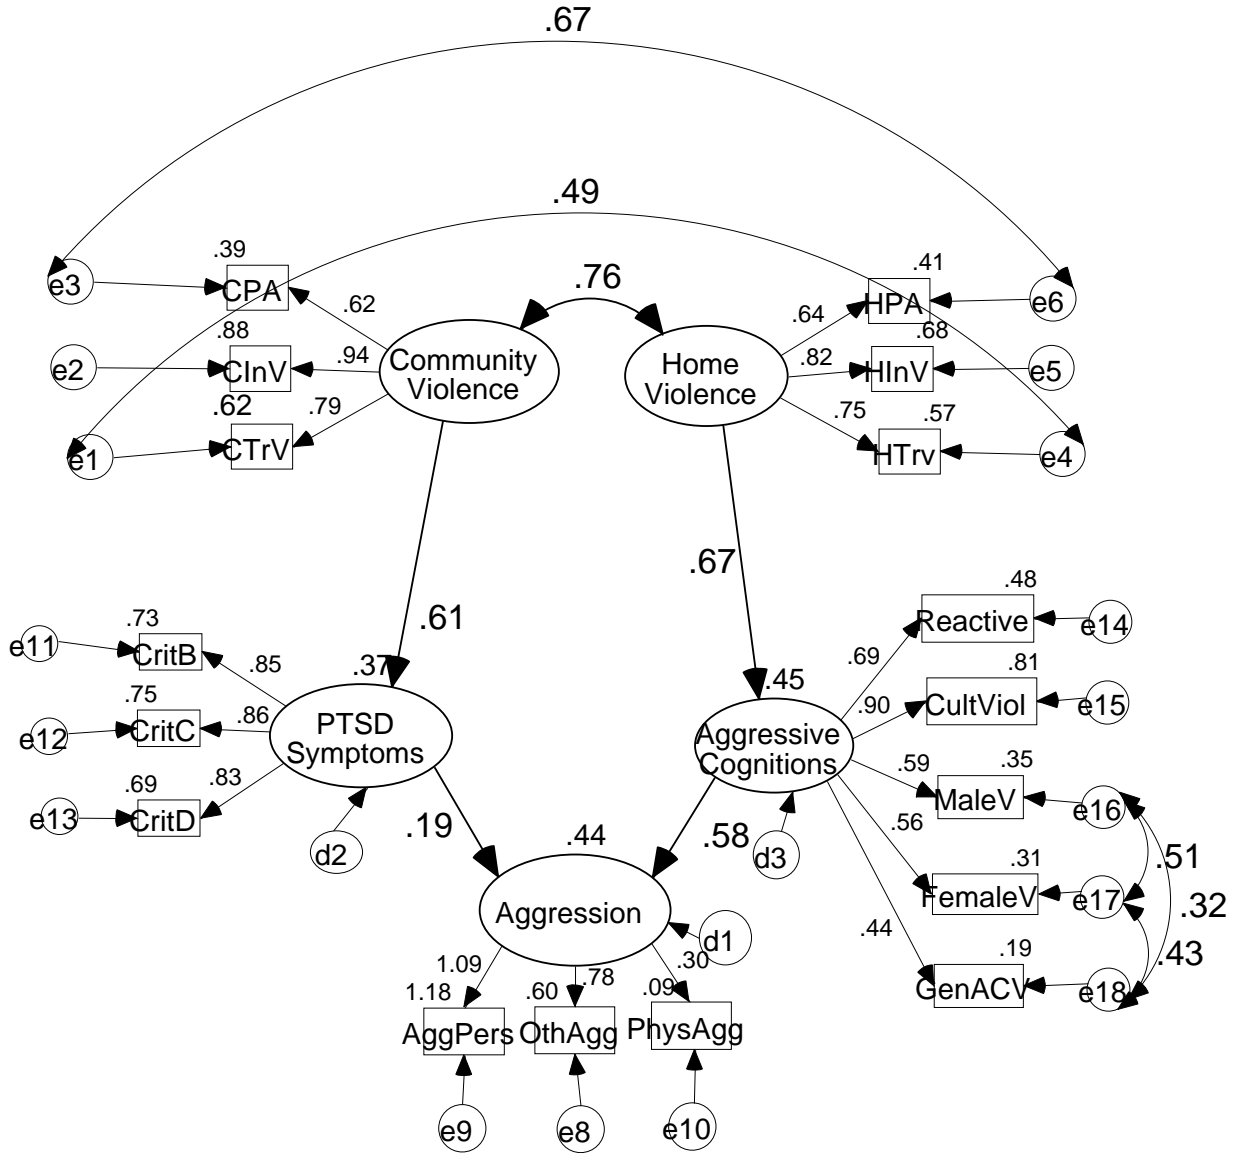 .67
.49
.39
.76
.41
e3
CPA
.62
.64
HPA
e6
.88
.68
e2
CInV
.94
Community
Violence
Home
Violence
.82
HInV
e5
.62
.79
.75
.57
e1
CTrV
HTrv
e4
.67
.61
.48
Reactive
e14
.73
e11
CritB
.85
.37
.45
.69
.81
.75
e12
CritC
.86
PTSD
Symptoms
Aggressive
Cognitions
.90
CultViol
e15
.69
e13
CritD
.83
.59
.35
MaleV
e16
.19
.44
.58
.56
d2
d3
.51
.31
FemaleV
e17
.32
Aggression
d1
.44
.43
.19
GenACV
e18
1.09
.78
.30
1.18
.60
.09
AggPers
OthAgg
PhysAgg
e9
e8
e10